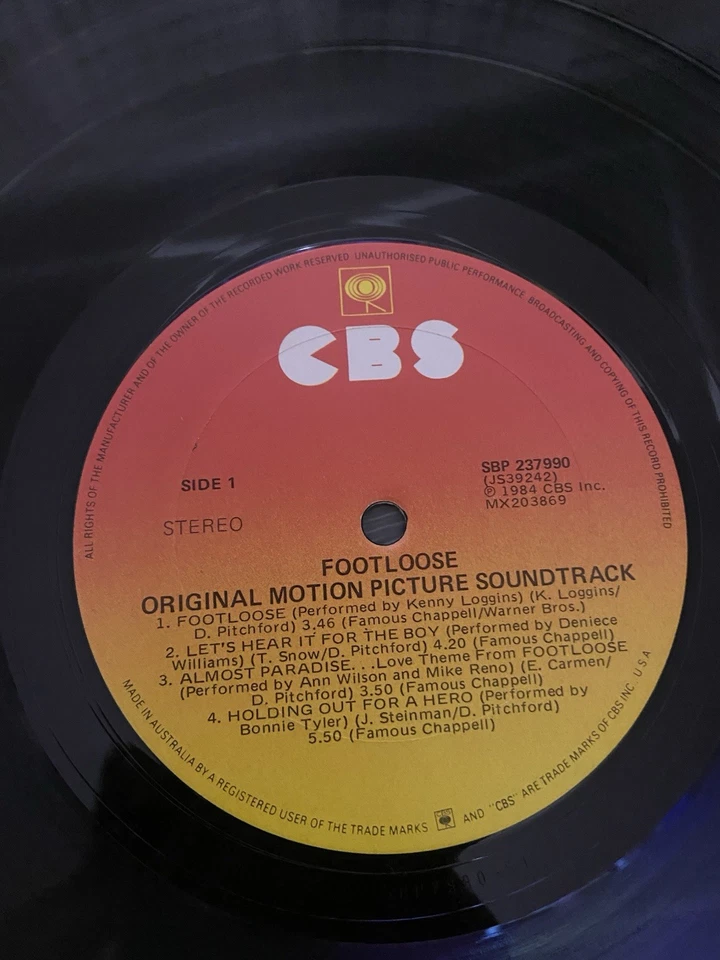 ALL RIGHTS OF THE MANUFACTURER AND OF THE OWNER OF THE RECORDED WORK RESERVED UNAUTHORISED PUBLIC PERFORMANCE BROADCASTING AND COPYING OF THIS RECORD PROHIBITED
CBS
SIDE 1
STEREO
SBP 237990
(JS39242)
℗ 1984 CBS Inc.
MX203869
FOOTLOOSE
ORIGINAL MOTION PICTURE SOUNDTRACK
1. FOOTLOOSE (Performed by Kenny Loggins) (K. Loggins/
D. Pitchford) 3.46 (Famous Chappell/Warner Bros.)
2. LET'S HEAR IT FOR THE BOY (Performed by Deniece
Williams) (T. Snow/D. Pitchford) 4.20 (Famous Chappell)
3. ALMOST PARADISE. . .Love Theme From FOOTLOOSE
(Performed by Ann Wilson and Mike Reno) (E. Carmen/
D. Pitchford) 3.50 (Famous Chappell)
4. HOLDING OUT FOR A HERO (Performed by
Bonnie Tyler) (J. Steinman/D. Pitchford)
5.50 (Famous Chappell)
MADE IN AUSTRALIA BY A REGISTERED USER OF THE TRADE MARKS AND "CBS" ARE TRADE MARKS OF CBS INC USA